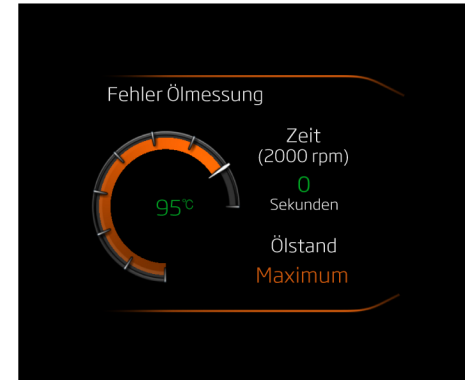 Fehler Ölmessung
Zeit
(2000 rpm)
0
Sekunden
95°C
Ölstand
Maximum